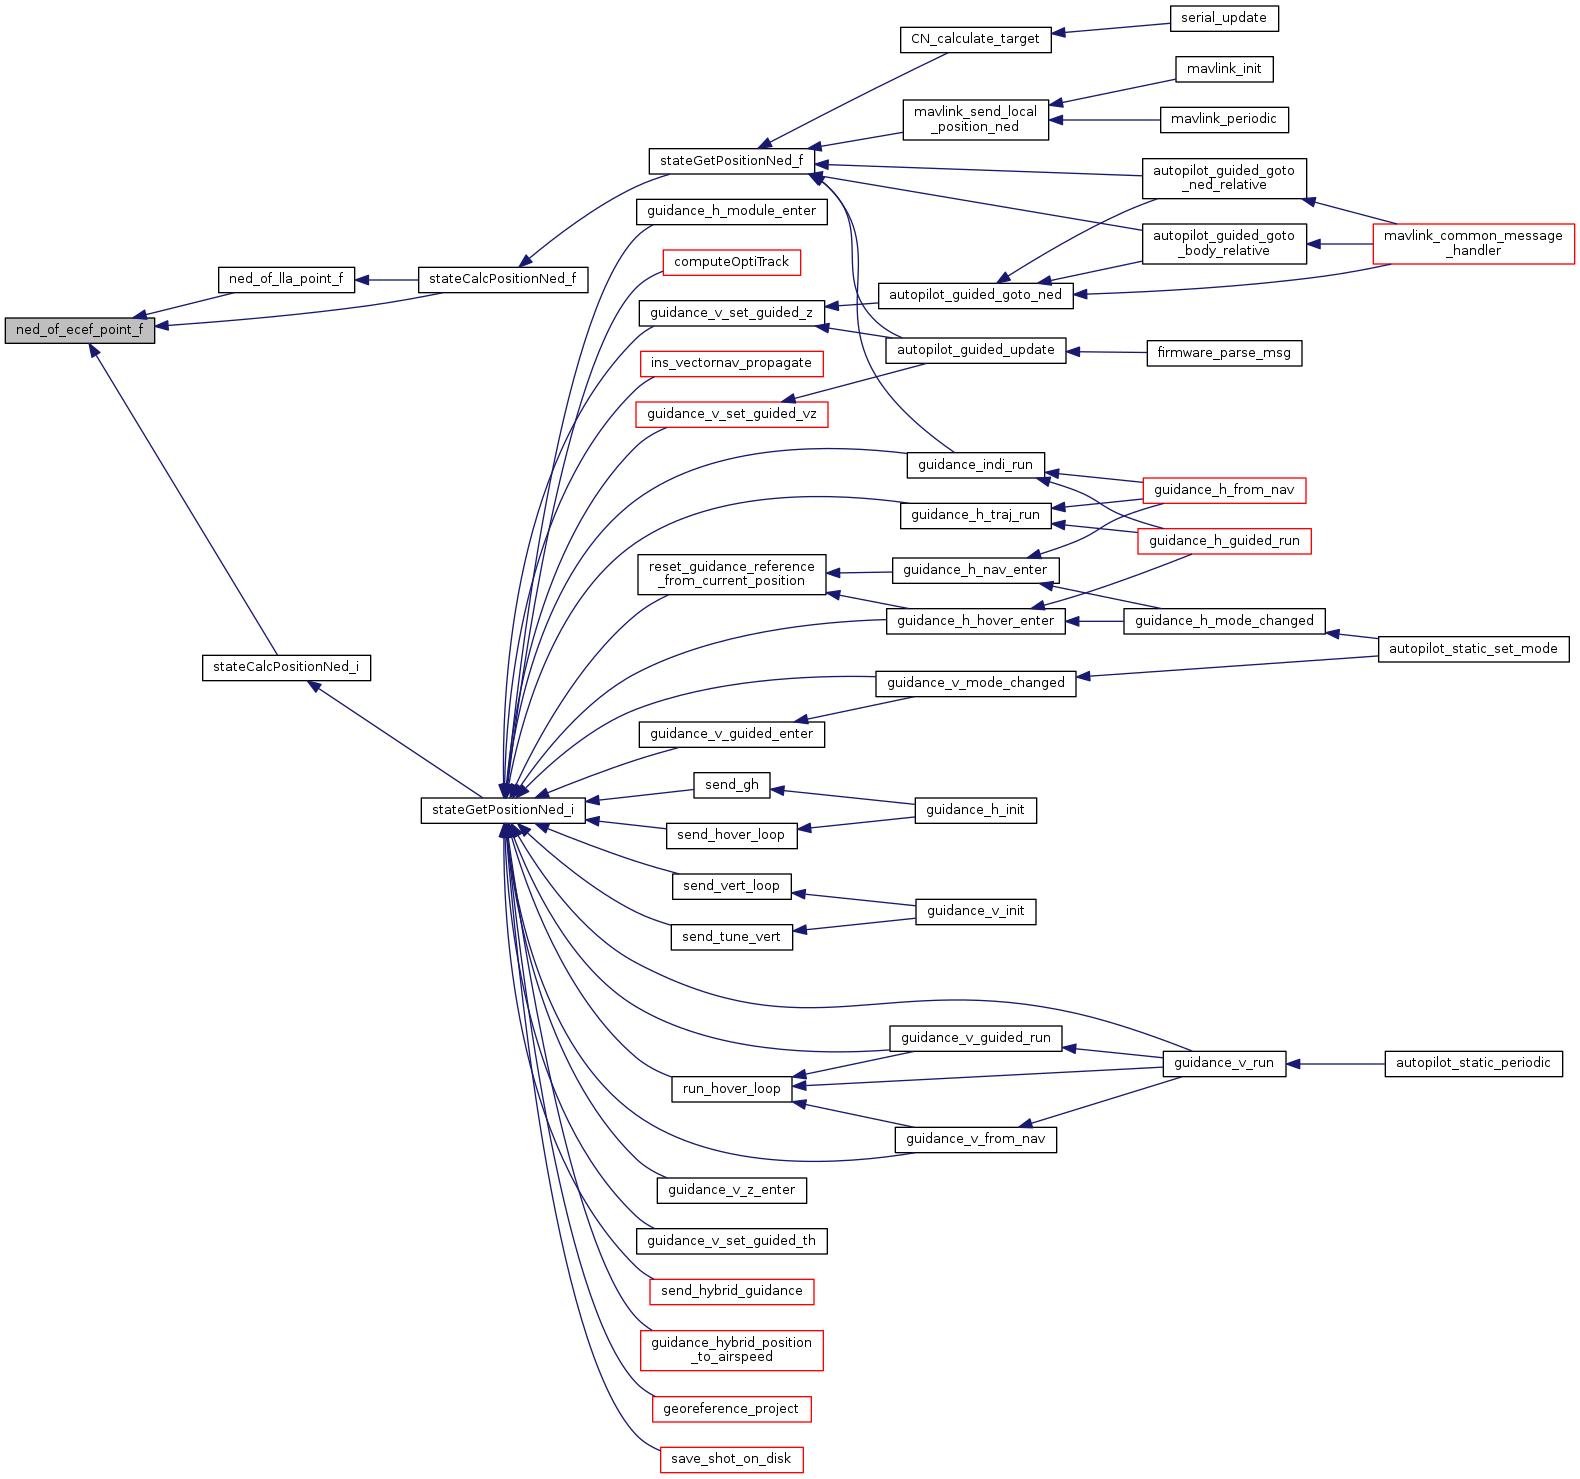 serial_update
CN_calculate_target
mavlink_init
mavlink_send_local
_position_ned
mavlink_periodic
stateGetPositionNed_f
autopilot_guided_goto
_ned_relative
guidance_h_module_enter
autopilot_guided_goto
_body_relative
mavlink_common_message
_handler
computeOptiTrack
ned_of_lla_point_f
stateCalcPositionNed_f
autopilot_guided_goto_ned
guidance_v_set_guided_z
ned_of_ecef_point_f
autopilot_guided_update
firmware_parse_msg
ins_vectornav_propagate
guidance_v_set_guided_vz
guidance_indi_run
guidance_h_from_nav
guidance_h_traj_run
guidance_h_guided_run
reset_guidance_reference
_from_current_position
guidance_h_nav_enter
guidance_h_hover_enter
guidance_h_mode_changed
autopilot_static_set_mode
stateCalcPositionNed_i
guidance_v_mode_changed
guidance_v_guided_enter
send_gh
stateGetPositionNed_i
guidance_h_init
send_hover_loop
send_vert_loop
guidance_v_init
send_tune_vert
guidance_v_guided_run
guidance_v_run
autopilot_static_periodic
run_hover_loop
guidance_v_from_nav
guidance_v_z_enter
guidance_v_set_guided_th
send_hybrid_guidance
guidance_hybrid_position
_to_airspeed
georeference_project
save_shot_on_disk